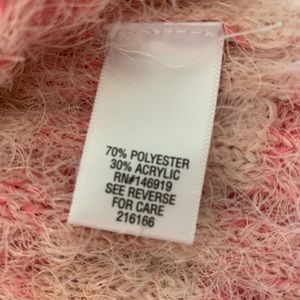 70% POLYESTER
30% ACRYLIC
RN#146919
SEE REVERSE
FOR CARE
216166